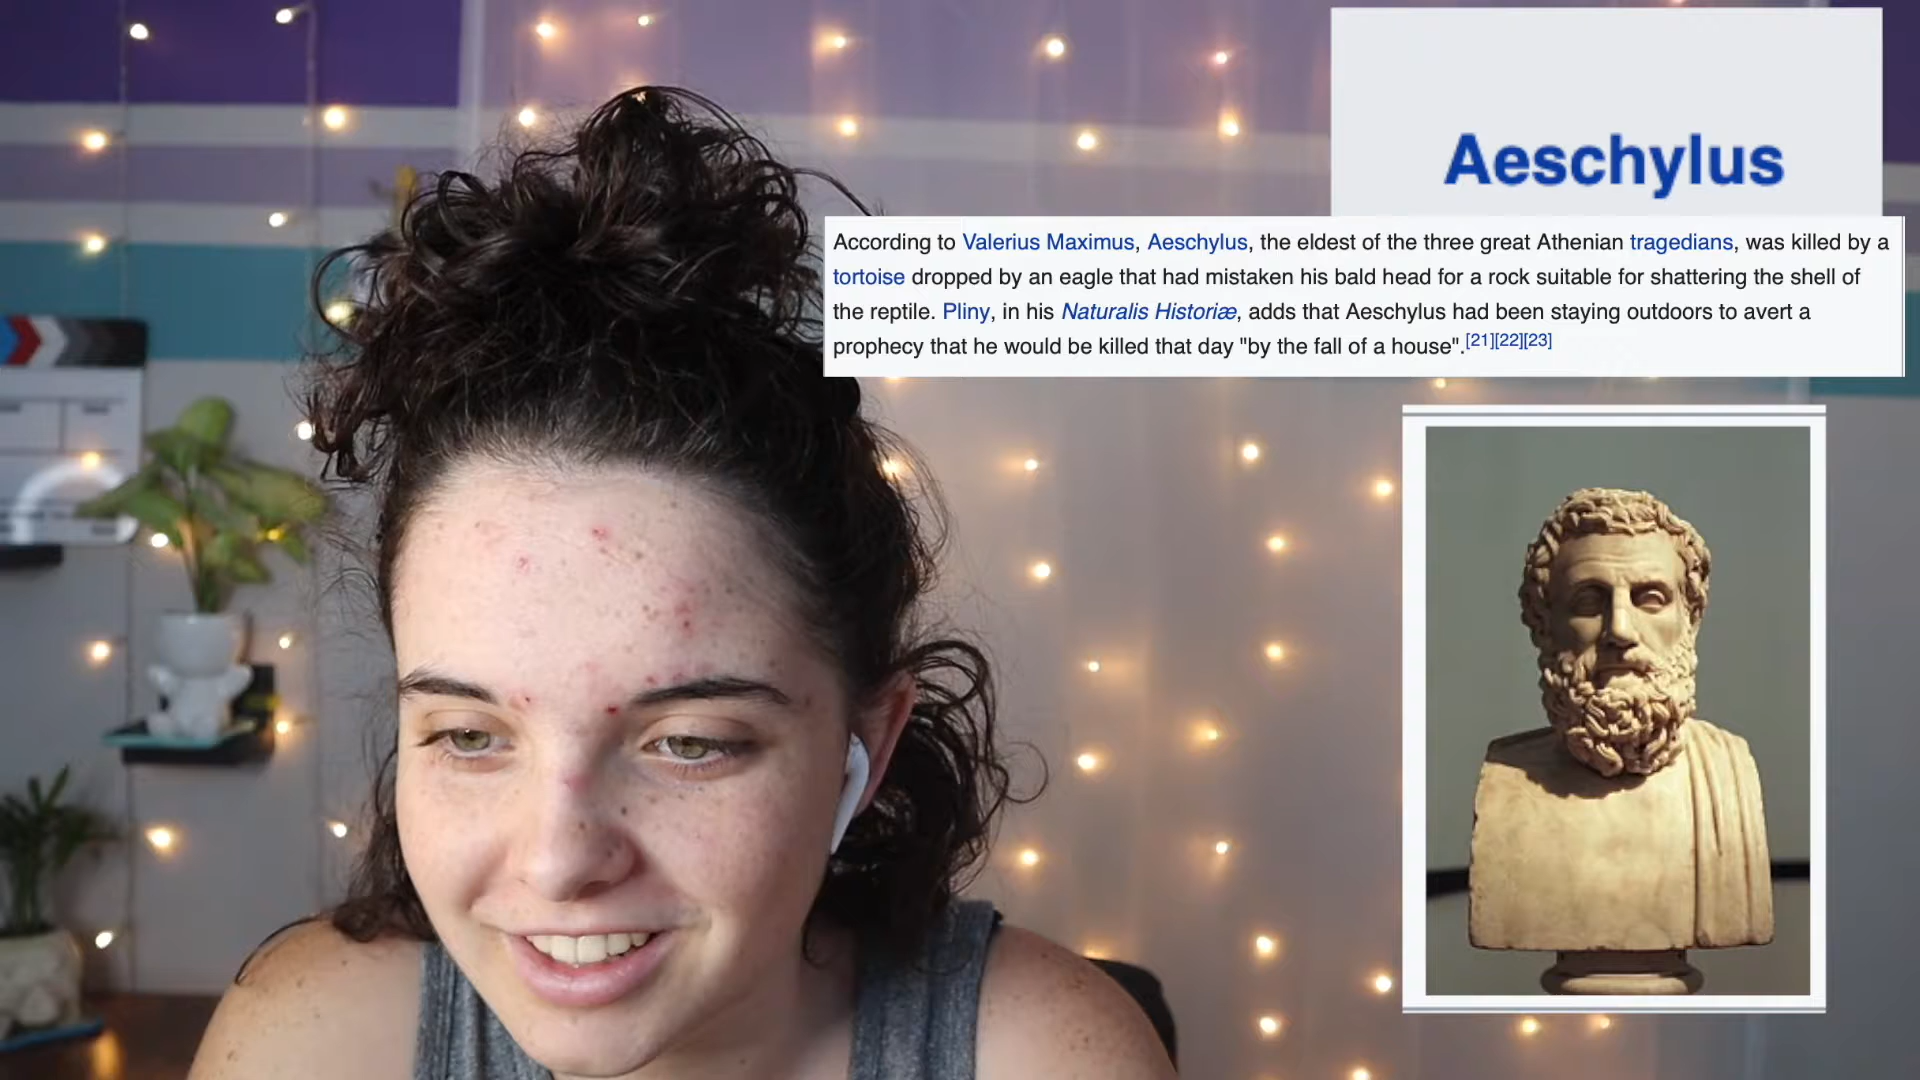 Aeschylus
According to Valerius Maximus, Aeschylus, the eldest of the three great Athenian tragedians, was killed by a
tortoise dropped by an eagle that had mistaken his bald head for a rock suitable for shattering the shell of
the reptile. Pliny, in his Naturalis Historiæ, adds that Aeschylus had been staying outdoors to avert a
prophecy that he would be killed that day "by the fall of a house".[21][22][23]